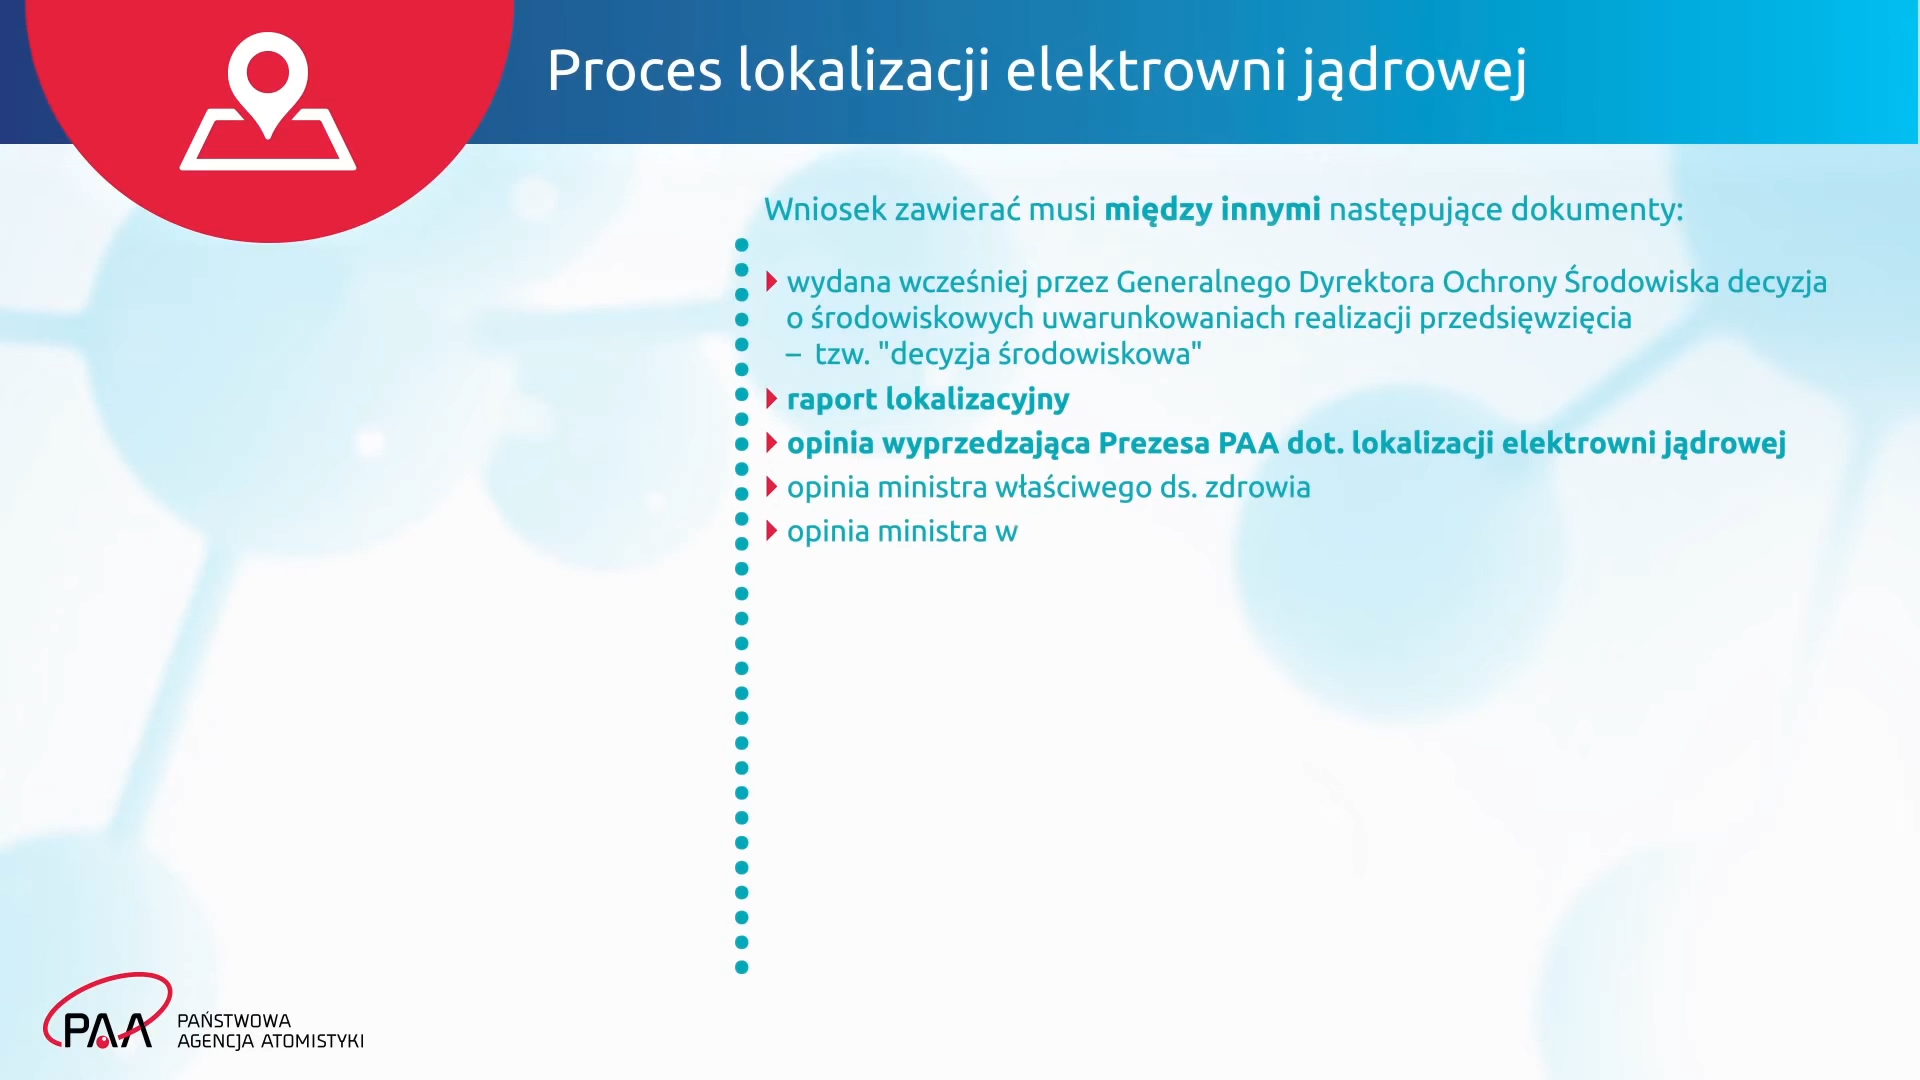 Proces lokalizacji elektrowni jądrowej
Wniosek zawierać musi między innymi następujące dokumenty:
wydana wcześniej przez Generalnego Dyrektora Ochrony Środowiska decyzja
o środowiskowych uwarunkowaniach realizacji przedsięwzięcia
– tzw. "decyzja środowiskowa"
raport lokalizacyjny
opinia wyprzedzająca Prezesa PAA dot. lokalizacji elektrowni jądrowej
opinia ministra właściwego ds. zdrowia
opinia ministra w
PAA
PAŃSTWOWA
AGENCJA ATOMISTYKI